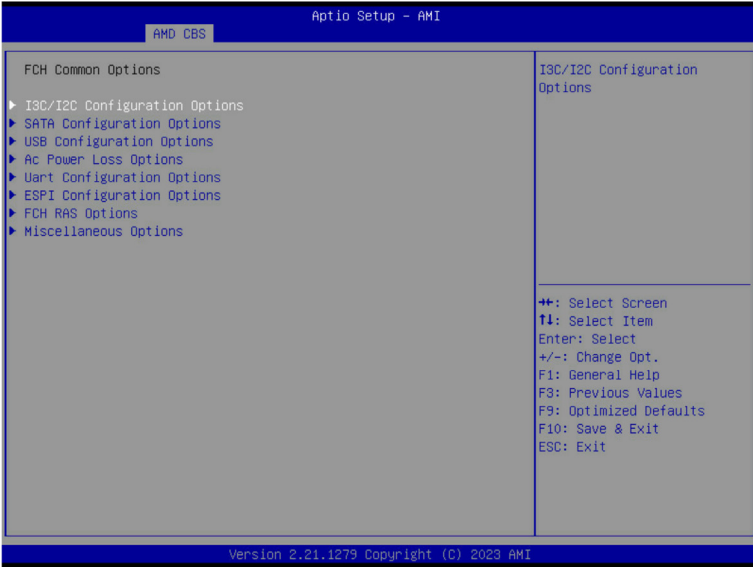 Aptio Setup – AMI
AMD CBS
FCH Common Options
I3C/I2C Configuration Options
SATA Configuration Options
USB Configuration Options
Ac Power Loss Options
Uart Configuration Options
ESPI Configuration Options
FCH RAS Options
Miscellaneous Options
I3C/I2C Configuration
Options
→←: Select Screen
↑↓: Select Item
Enter: Select
+/-: Change Opt.
F1: General Help
F3: Previous Values
F9: Optimized Defaults
F10: Save & Exit
ESC: Exit
Version 2.21.1279 Copyright (C) 2023 AMI